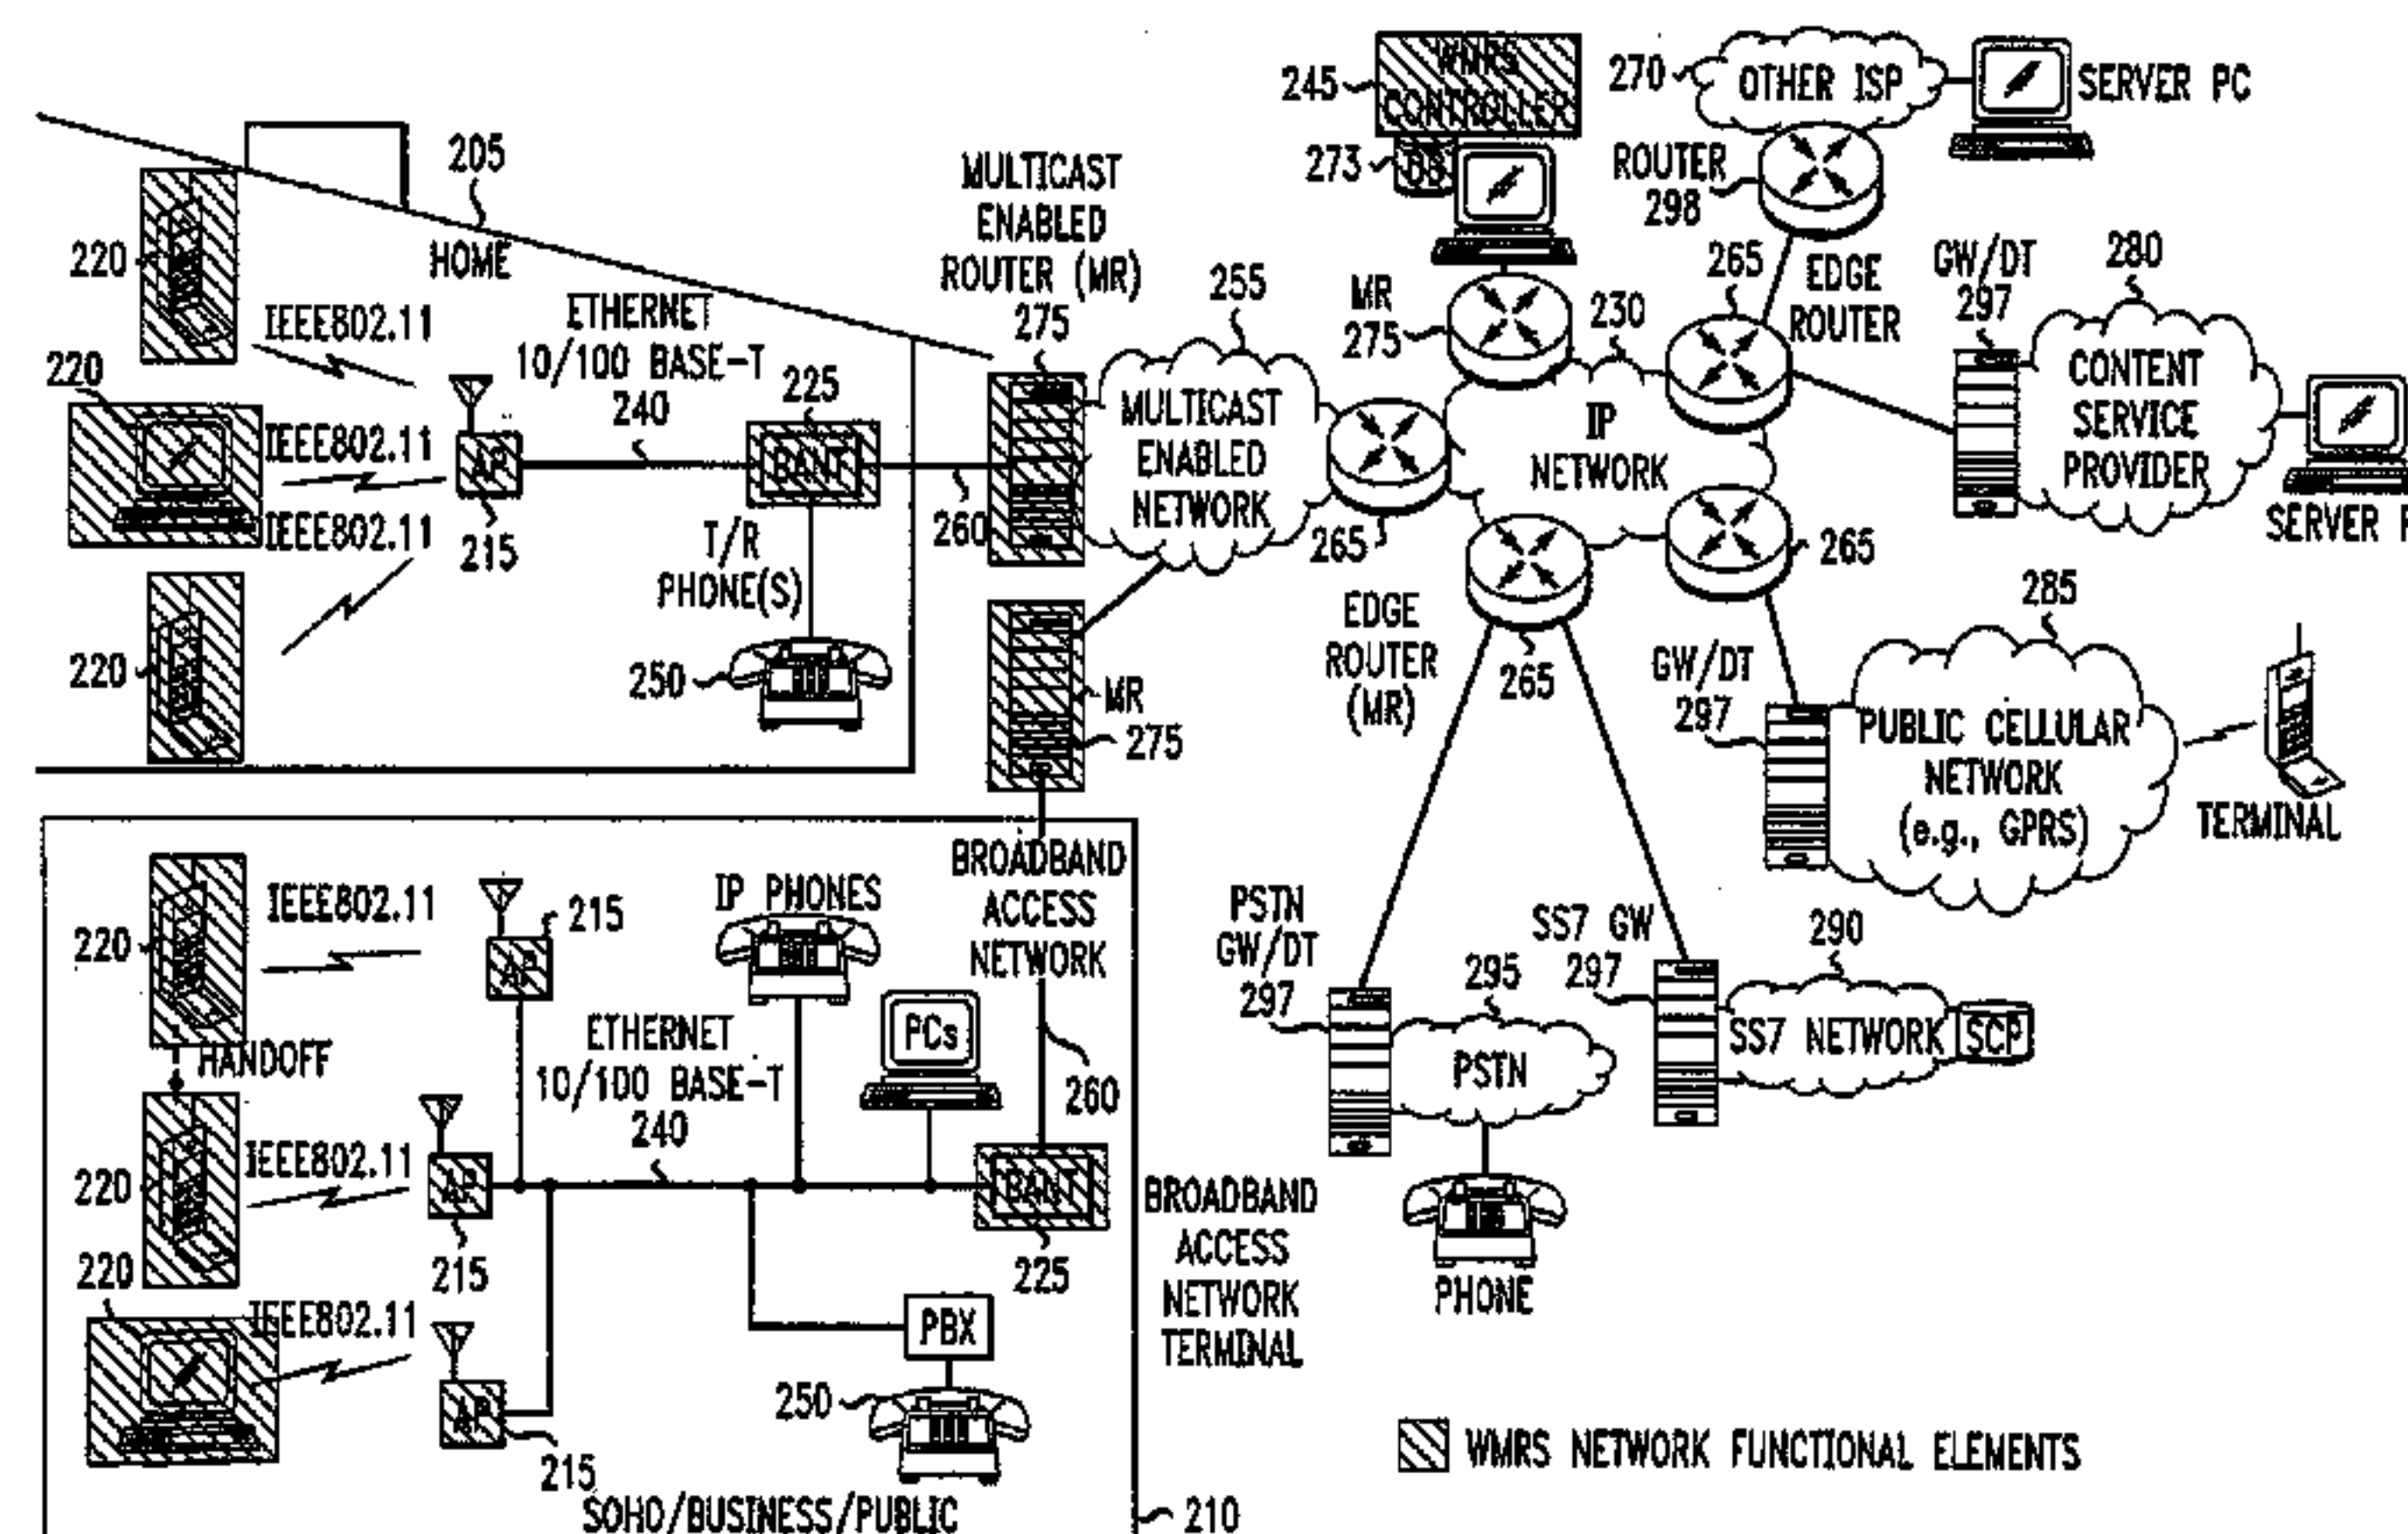 245
WMRS
CONTROLLER
273
DB
270
OTHER ISP
SERVER PC
ROUTER
298
205
HOME
220
IEEE802.11
ETHERNET
10/100 BASE-T
240
220
IEEE802.11
IEEE802.11
AP
215
225
BANT
T/R
PHONE(S)
250
220
260
MULTICAST
ENABLED
ROUTER (MR)
275
255
MULTICAST
ENABLED
NETWORK
MR
275
265
MR
275
230
IP
NETWORK
265
EDGE
ROUTER
GW/DT
297
280
CONTENT
SERVICE
PROVIDER
SERVER P
265
EDGE
ROUTER
(MR)
265
GW/DT
297
285
PUBLIC CELLULAR
NETWORK
(e.g., GPRS)
TERMINAL
PSTN
GW/DT
297
295
PSTN
PHONE
SS7 GW
297
290
SS7 NETWORK
SCP
220
IEEE802.11
215
AP
IP PHONES
BROADBAND
ACCESS
NETWORK
HANDOFF
ETHERNET
10/100 BASE-T
240
PCs
260
220
IEEE802.11
AP
215
BANT
225
BROADBAND
ACCESS
NETWORK
TERMINAL
220
IEEE802.11
AP
215
PBX
250
SOHO/BUSINESS/PUBLIC
210
WMRS NETWORK FUNCTIONAL ELEMENTS